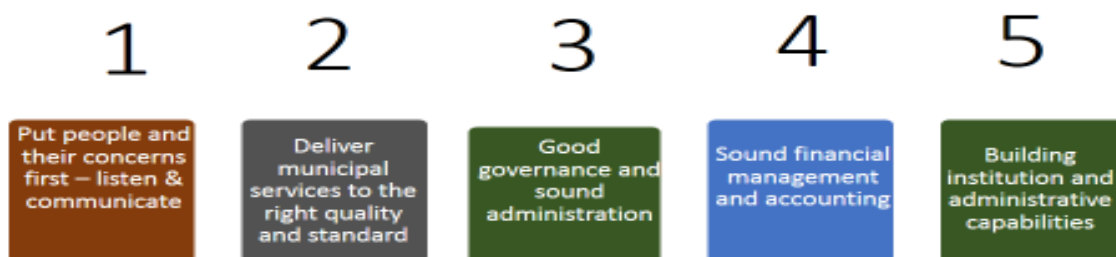 1
2
3
4
5
Put people and
their concerns
first – listen &
communicate
Deliver
municipal
services to the
right quality
and standard
Good
governance and
sound
administration
Sound financial
management
and accounting
Building
institution and
administrative
capabilities